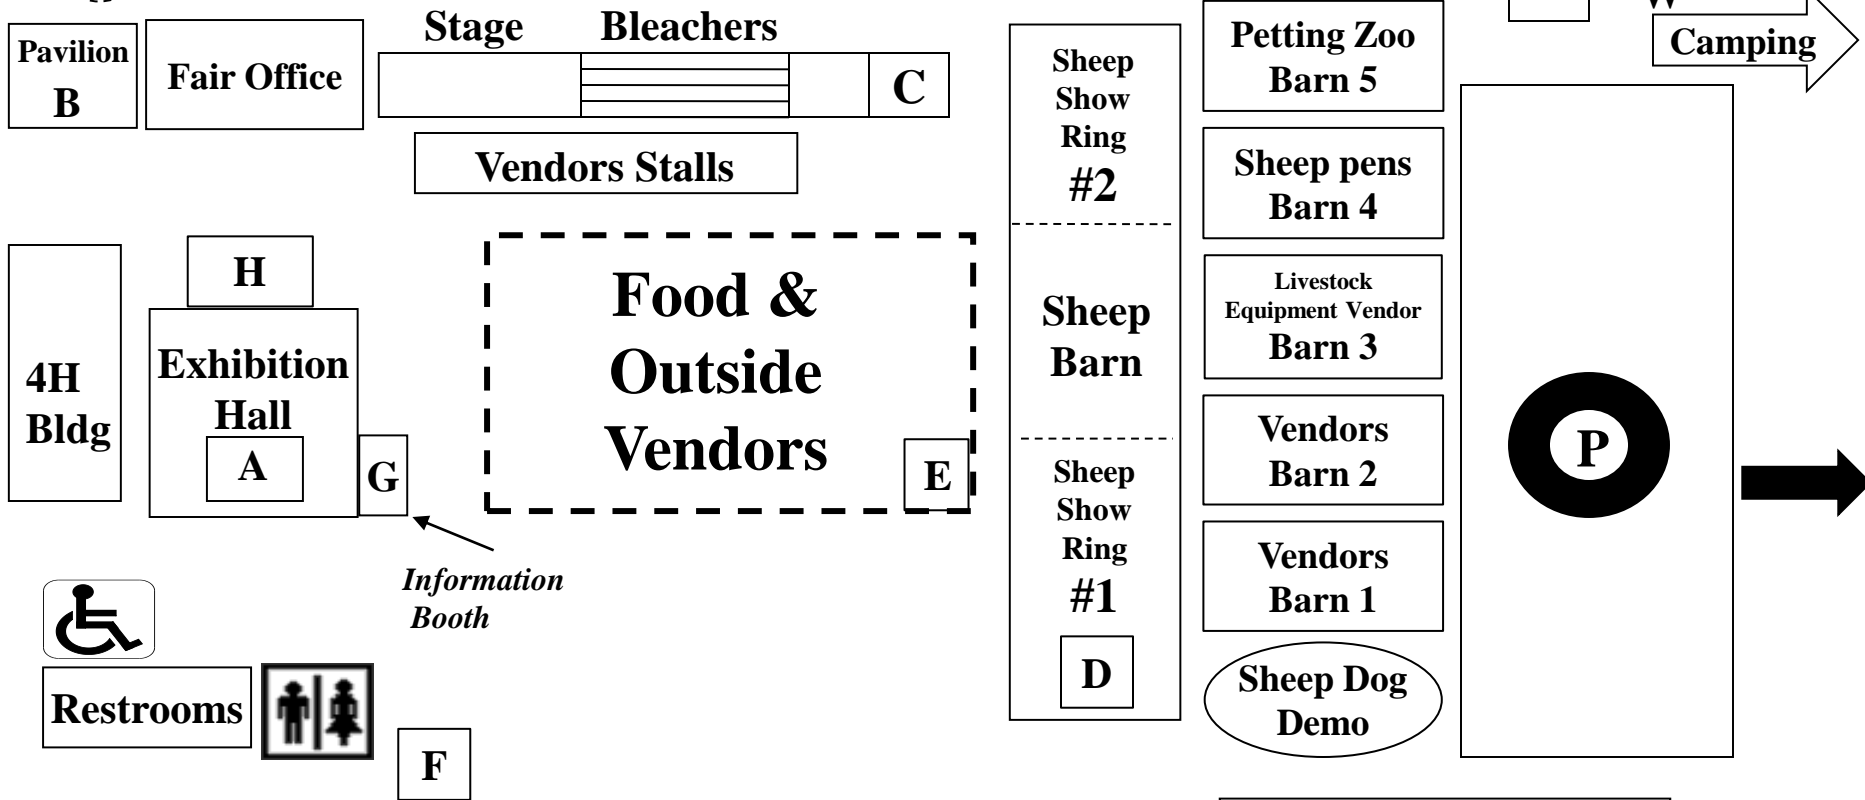 Stage
Bleachers
Pavilion
B
Fair Office
C
Vendors Stalls
Sheep
Show
Ring
#2
Petting Zoo
Barn 5
Camping
Sheep pens
Barn 4
H
Exhibition
Hall
A
G
4H
Bldg
Food &
Outside
Vendors
E
Sheep
Barn
Livestock
Equipment Vendor
Barn 3
Vendors
Barn 2
P
Sheep
Show
Ring
#1
D
Vendors
Barn 1
Information
Booth
Sheep Dog
Demo
Restrooms
F